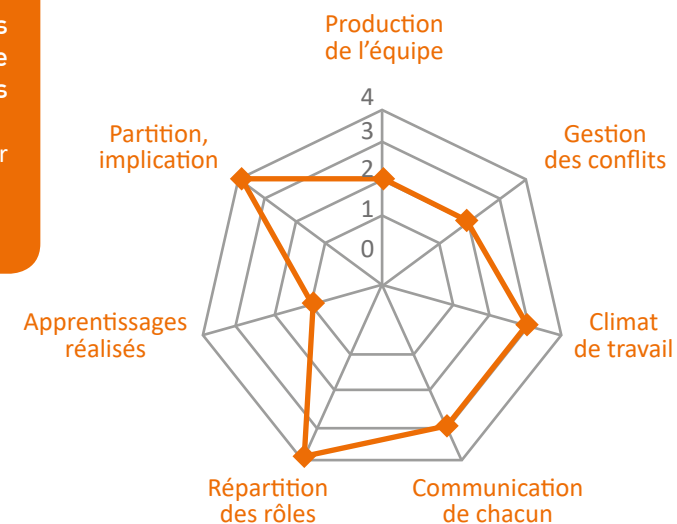 s
e
s
r
Production
de l'équipe
4
3
2
1
0
Gestion
des conflits
Climat
de travail
Communication
de chacun
Répartition
des rôles
Apprentissages
réalisés
Partition,
implication